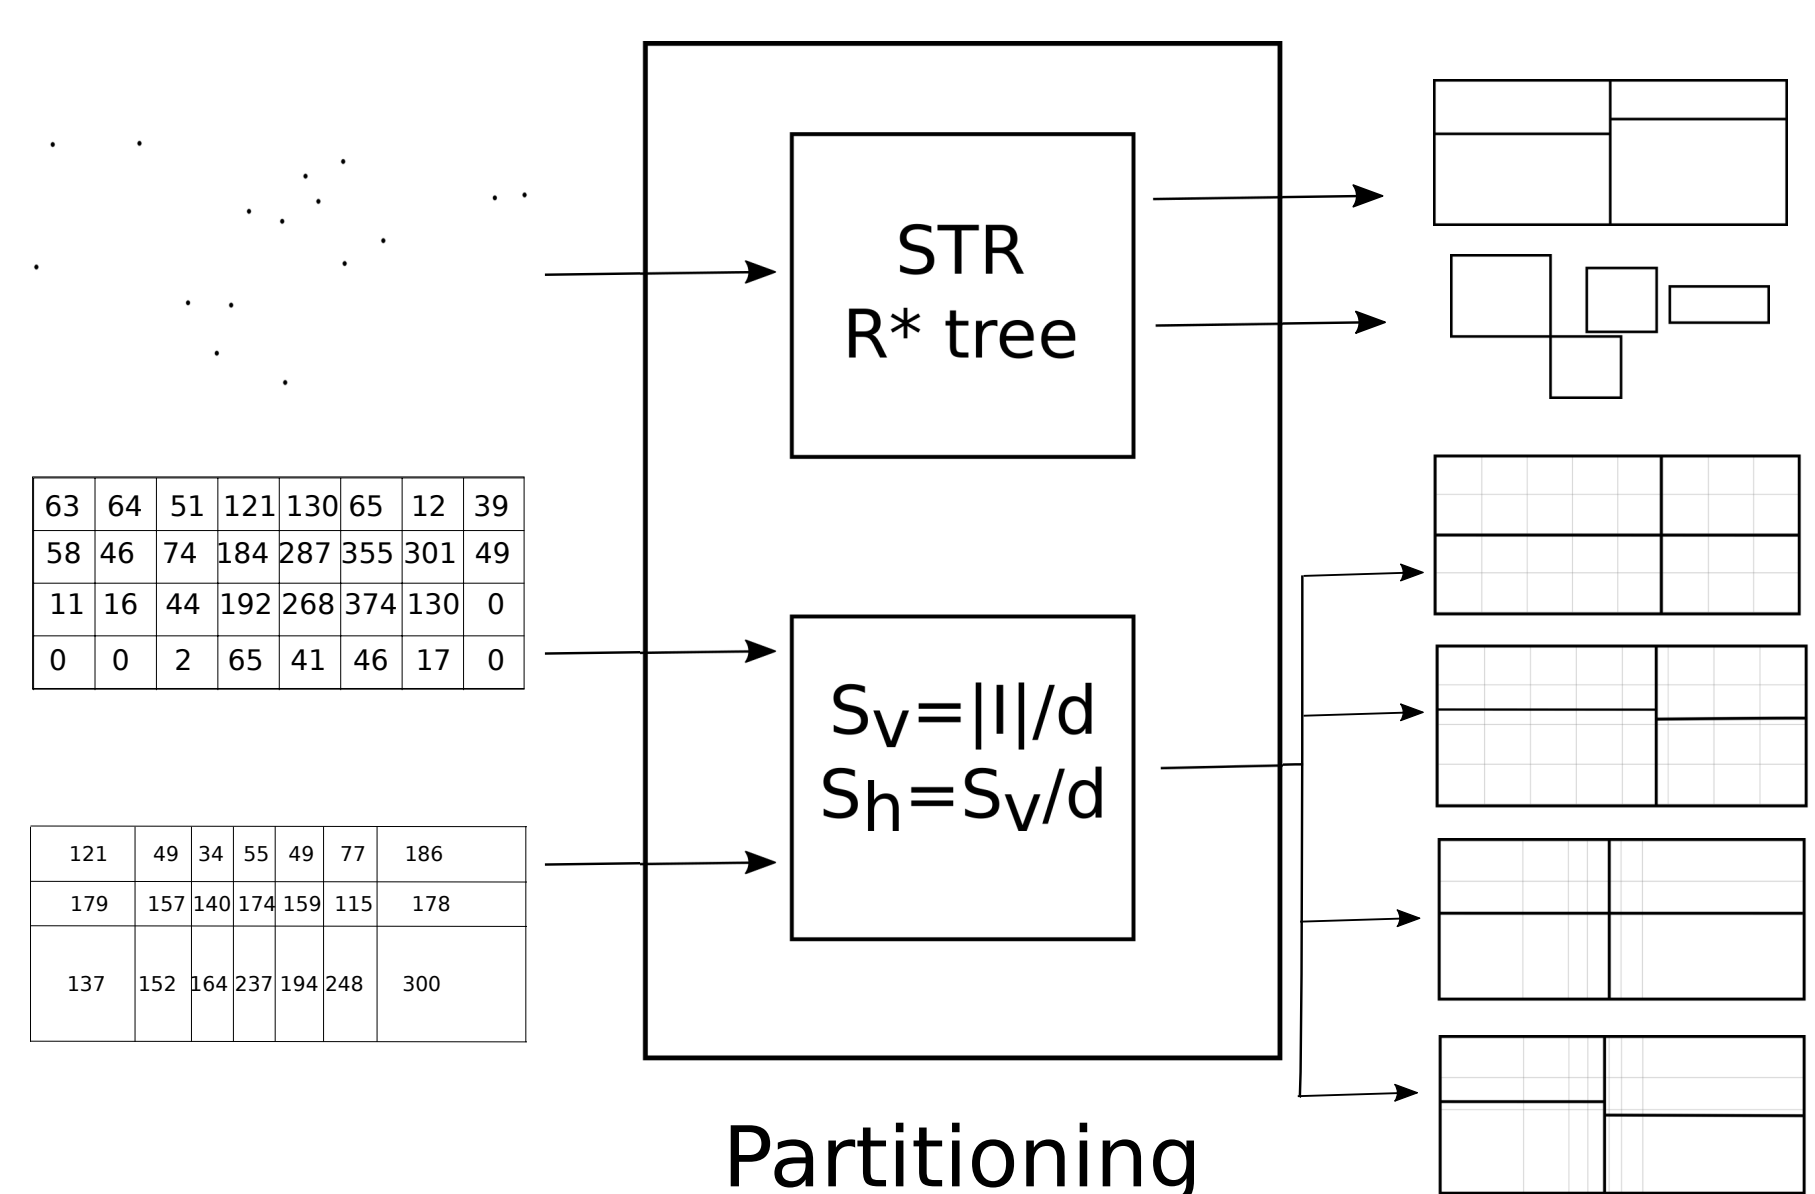 STR
R* tree
63 64 51 121 130 65 12 39
58 46 74 184 287 355 301 49
11 16 44 192 268 374 130 0
0 0 2 65 41 46 17 0
Sv=|I|/d
Sh=Sv/d
121 49 34 55 49 77 186
179 157 140 174 159 115 178
137 152 164 237 194 248 300
Partitioning